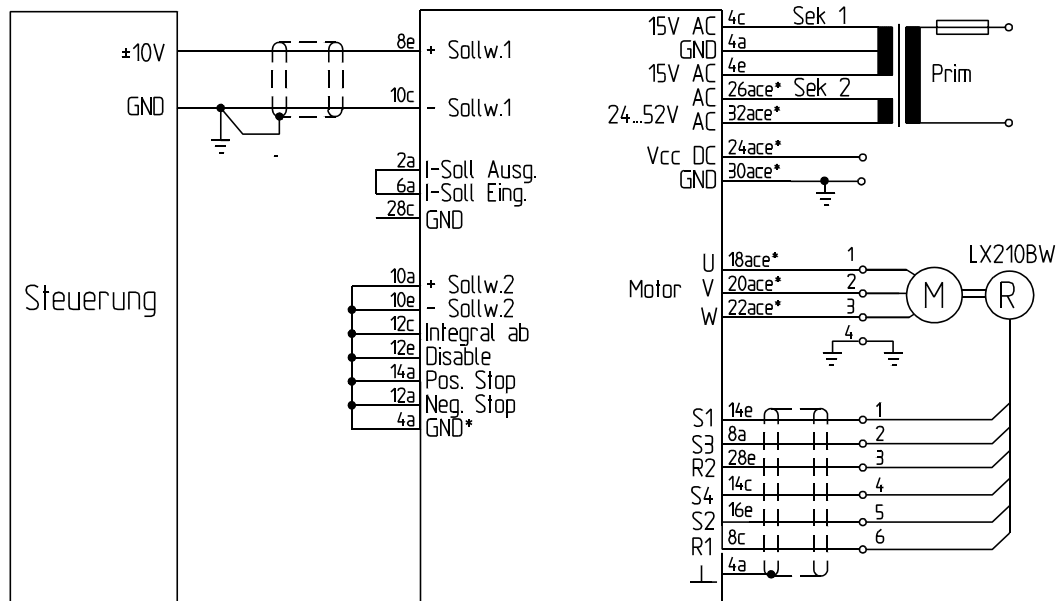 ±10V
GND
Steuerung
8e + Sollw.1
10c - Sollw.1
2a I-Soll Ausg.
6a I-Soll Eing.
28c GND
10a + Sollw.2
10e - Sollw.2
12c Integral ab
12e Disable
14a Pos. Stop
12a Neg. Stop
4a GND*
15V AC 4c Sek 1
GND 4a
15V AC 4e
AC 26ace* Sek 2
24...52V AC 32ace*
Prim
Vcc DC 24ace*
GND 30ace*
LX210BW
U 18ace* 1
Motor V 20ace* 2
W 22ace* 3
4
M R
S1 14e 1
S3 8a 2
R2 28e 3
S4 14c 4
S2 16e 5
R1 8c 6
4a